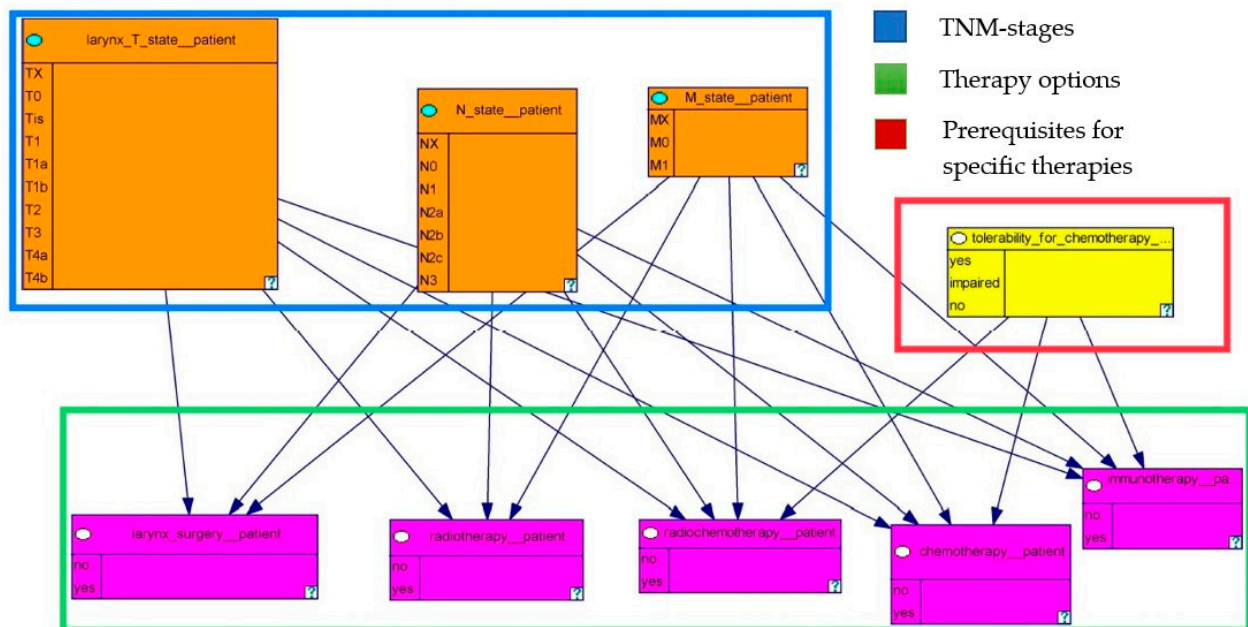 larynx_T_state__patient
TX
T0
Tis
T1
T1a
T1b
T2
T3
T4a
T4b
?
N_state__patient
NX
N0
N1
N2a
N2b
N2c
N3
?
M_state__patient
MX
M0
M1
?
TNM-stages
Therapy options
Prerequisites for
specific therapies
tolerability_for_chemotherapy_...
yes
impaired
no
?
larynx_surgery__patient
no
yes
?
radiotherapy__patient
no
yes
?
radiochemotherapy__patient
no
yes
?
chemotherapy__patient
no
yes
?
immunotherapy__pa
no
yes
?